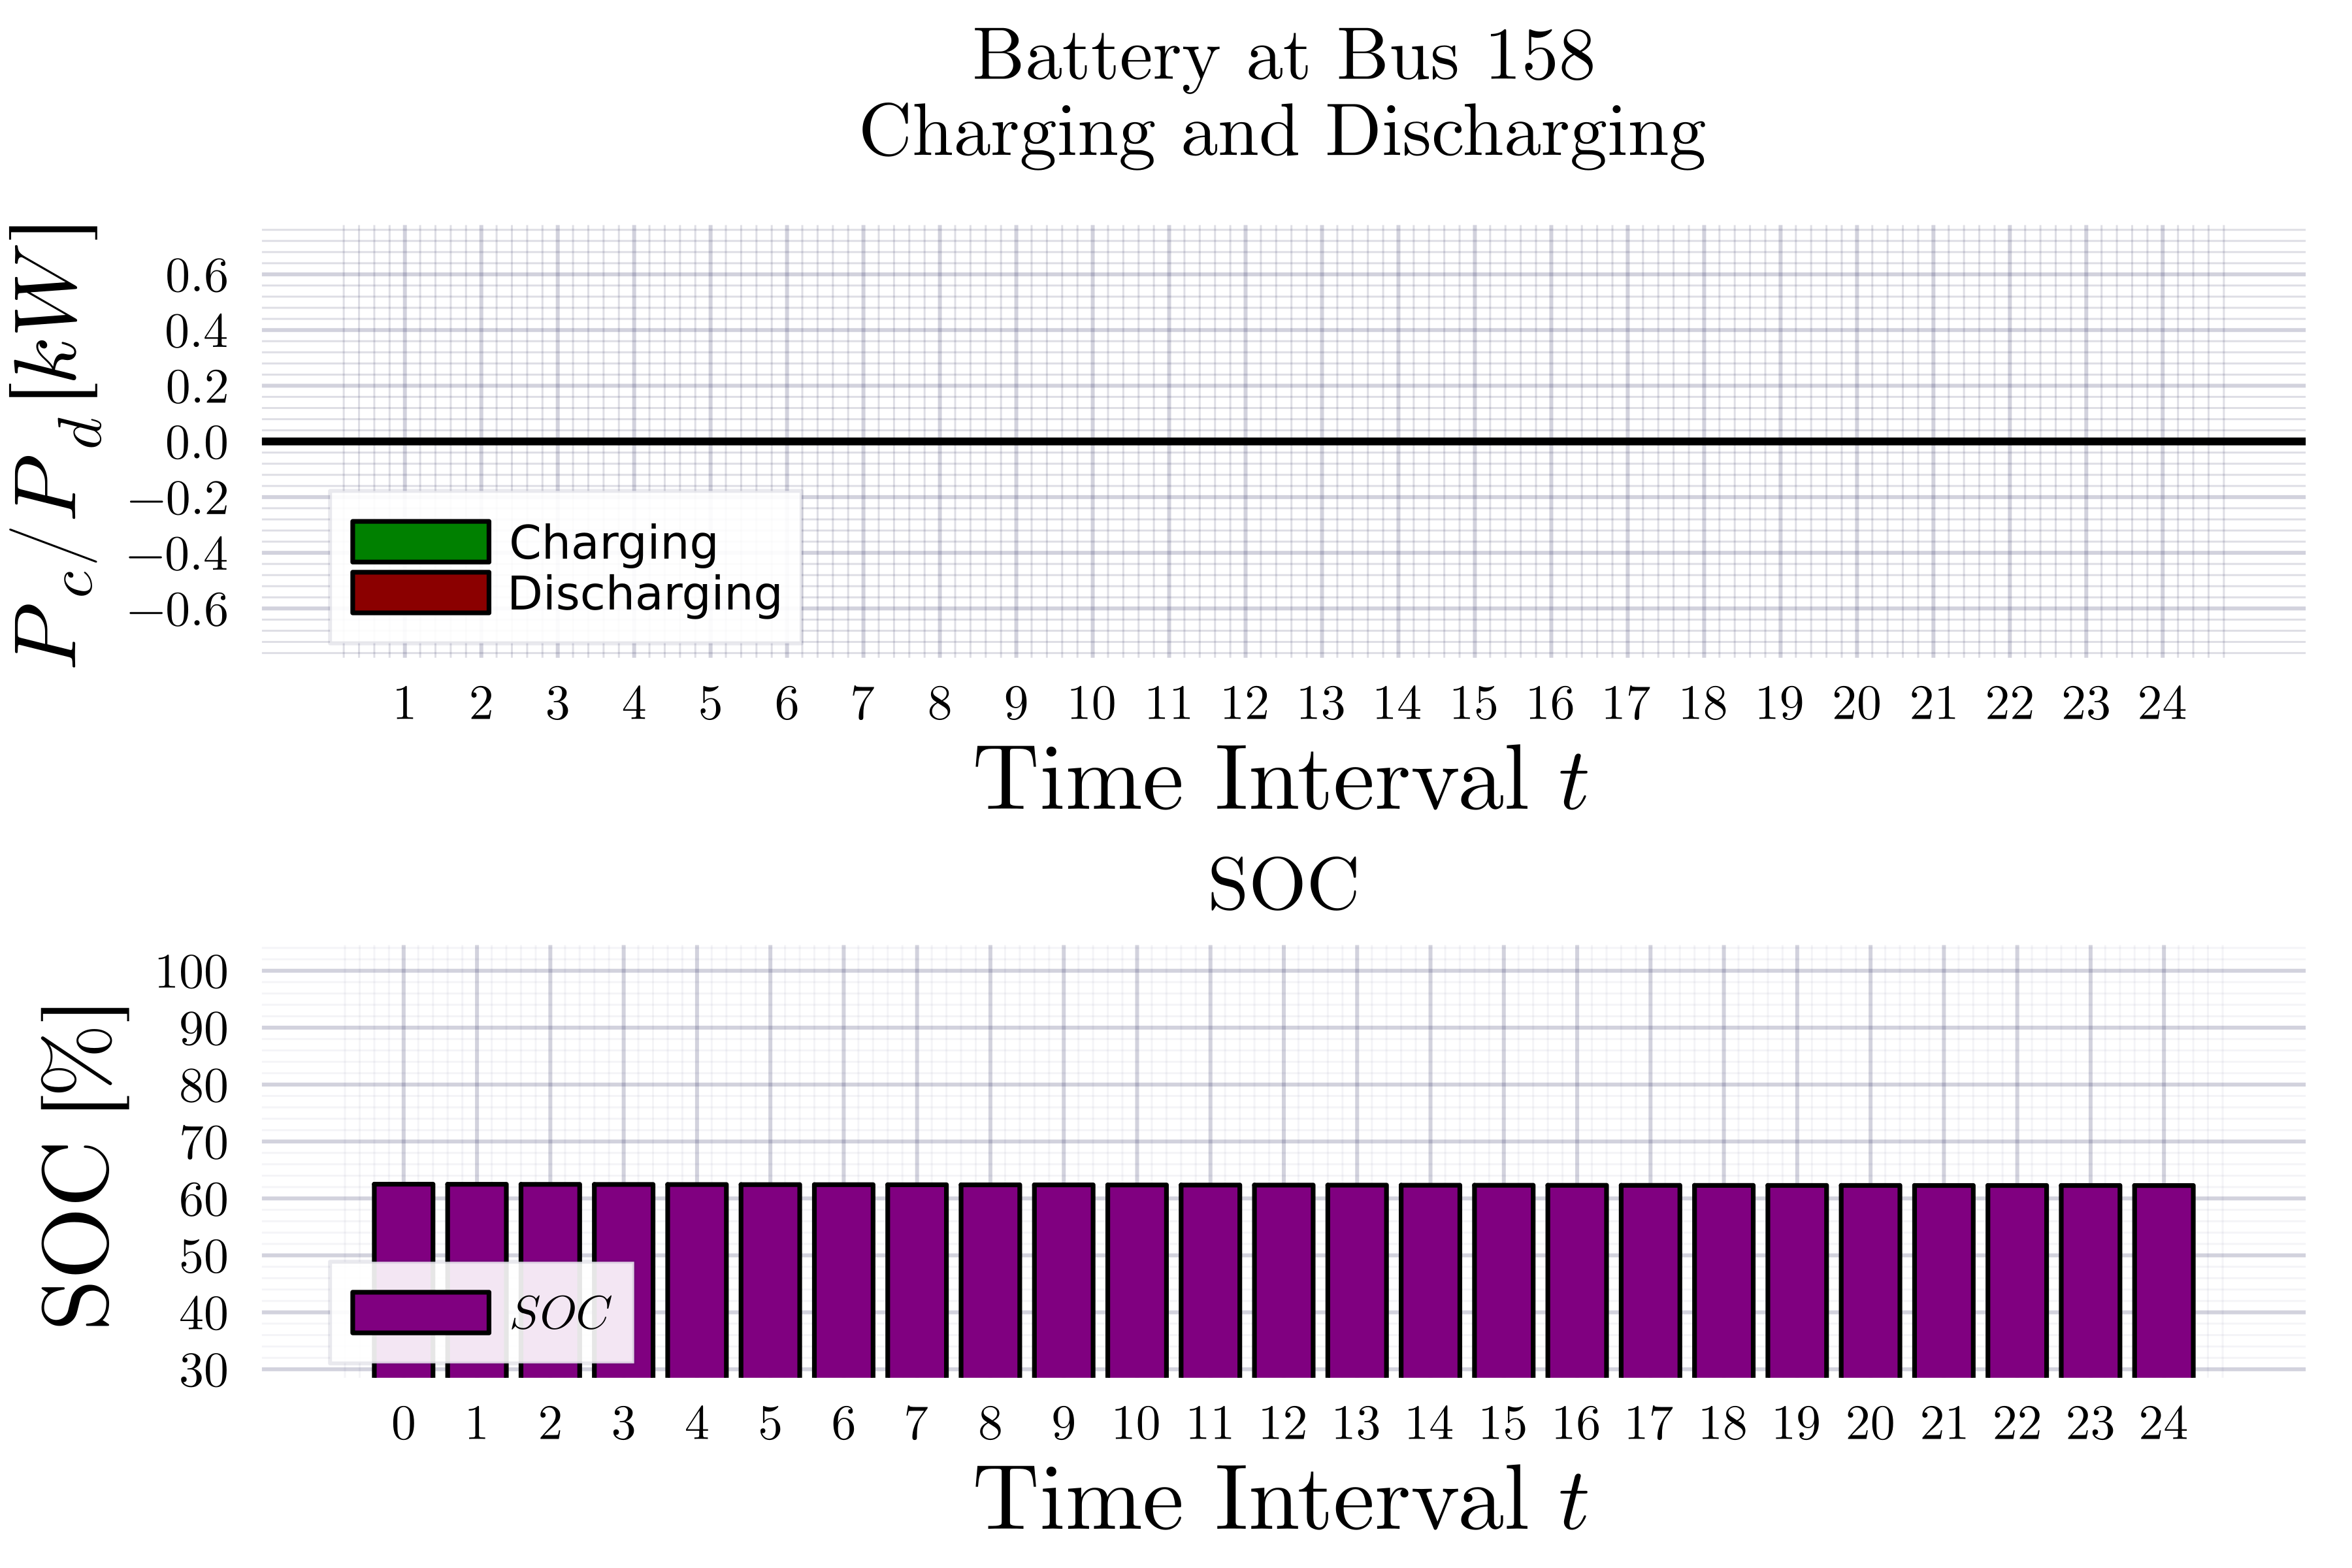 Battery at Bus 158
Charging and Discharging
P_c/P_d[kW]
0.6
0.4
0.2
0.0
−0.2
−0.4
−0.6
Charging
Discharging
1 2 3 4 5 6 7 8 9 10 11 12 13 14 15 16 17 18 19 20 21 22 23 24
Time Interval t
SOC
SOC [%]
100
90
80
70
60
50
40
30
SOC
0 1 2 3 4 5 6 7 8 9 10 11 12 13 14 15 16 17 18 19 20 21 22 23 24
Time Interval t